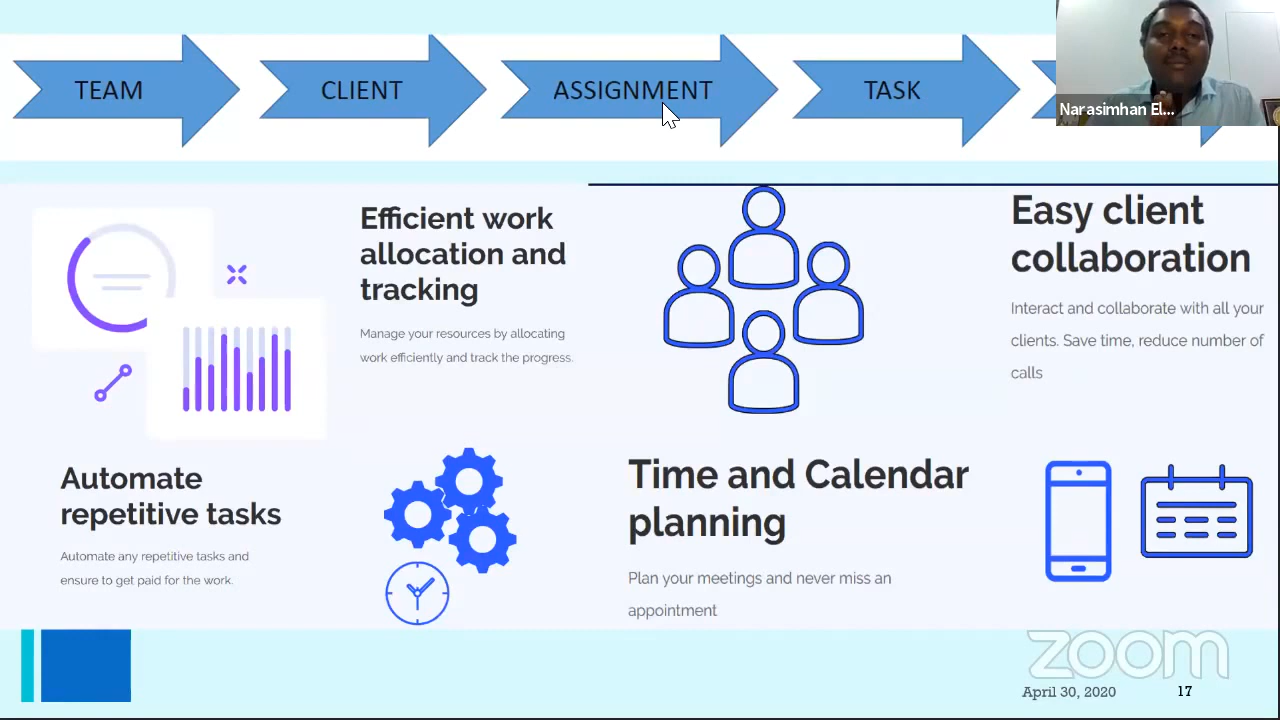 TEAM
CLIENT
ASSIGNMENT
TASK
Narasimhan El...
Efficient work
allocation and
tracking
Manage your resources by allocating
work efficiently and track the progress.
Easy client
collaboration
Interact and collaborate with all your
clients. Save time, reduce number of
calls
Automate
repetitive tasks
Automate any repetitive tasks and
ensure to get paid for the work.
Time and Calendar
planning
Plan your meetings and never miss an
appointment
zoom
April 30, 2020
17